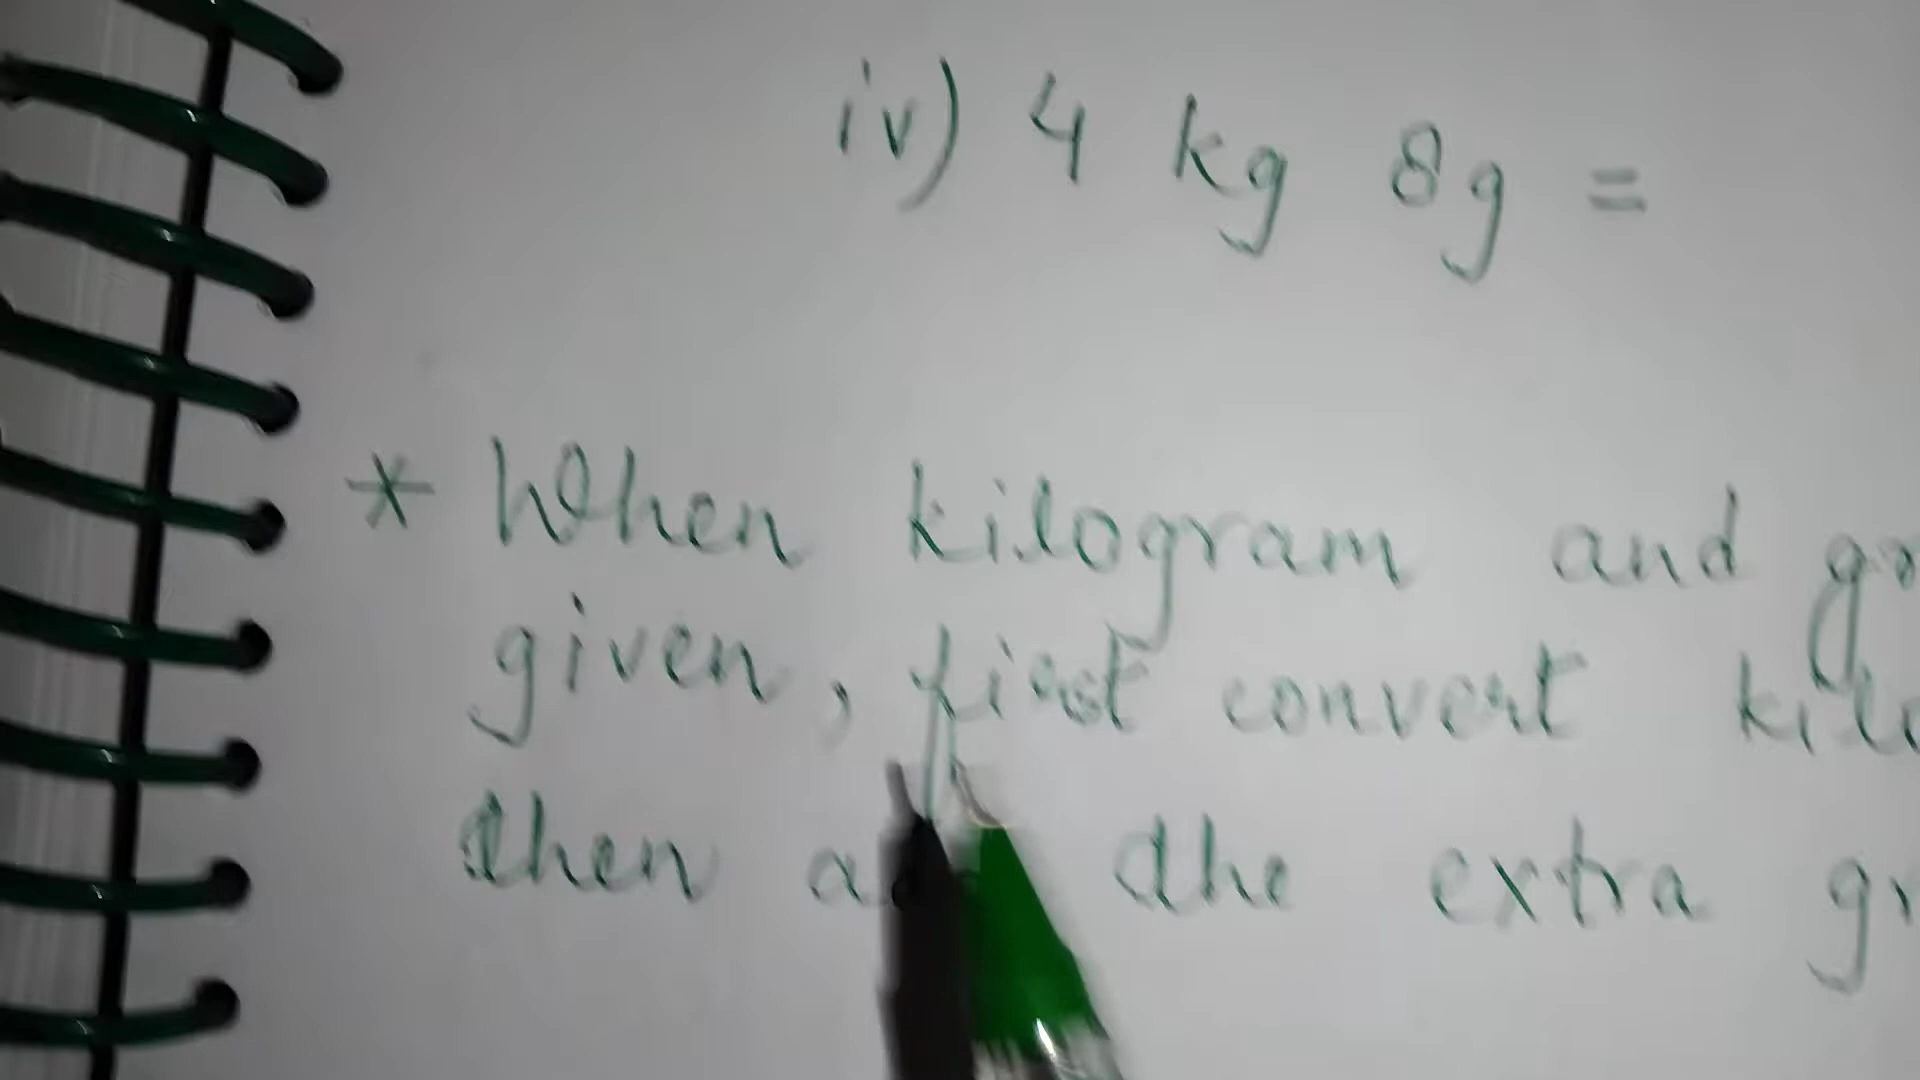 iv) 4 kg 8g =
* When kilogram and
given, first convert
then the extra